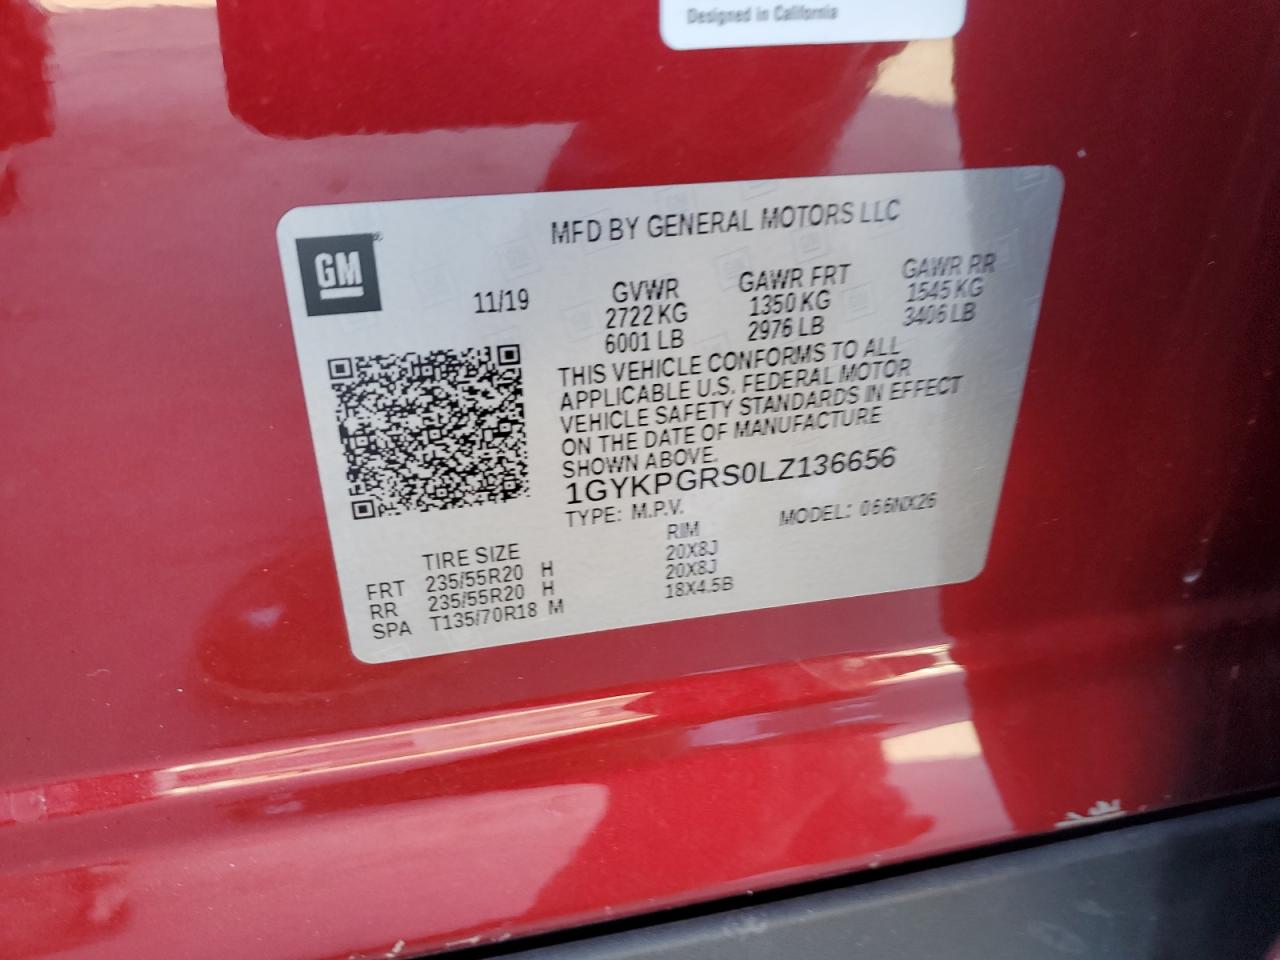 Designed in California
MFD BY GENERAL MOTORS LLC
GM
11/19
GVWR
2722 KG
6001 LB
GAWR FRT
1350 KG
2976 LB
GAWR RR
1545 KG
3406 LB
THIS VEHICLE CONFORMS TO ALL
APPLICABLE U.S. FEDERAL MOTOR
VEHICLE SAFETY STANDARDS IN EFFECT
ON THE DATE OF MANUFACTURE
SHOWN ABOVE.
1GYKPGRS0LZ136656
TYPE: M.P.V. MODEL: 066NX26
TIRE SIZE RIM
FRT 235/55R20 H 20X8J
RR 235/55R20 H 20X8J
SPA T135/70R18 M 18X4.5B